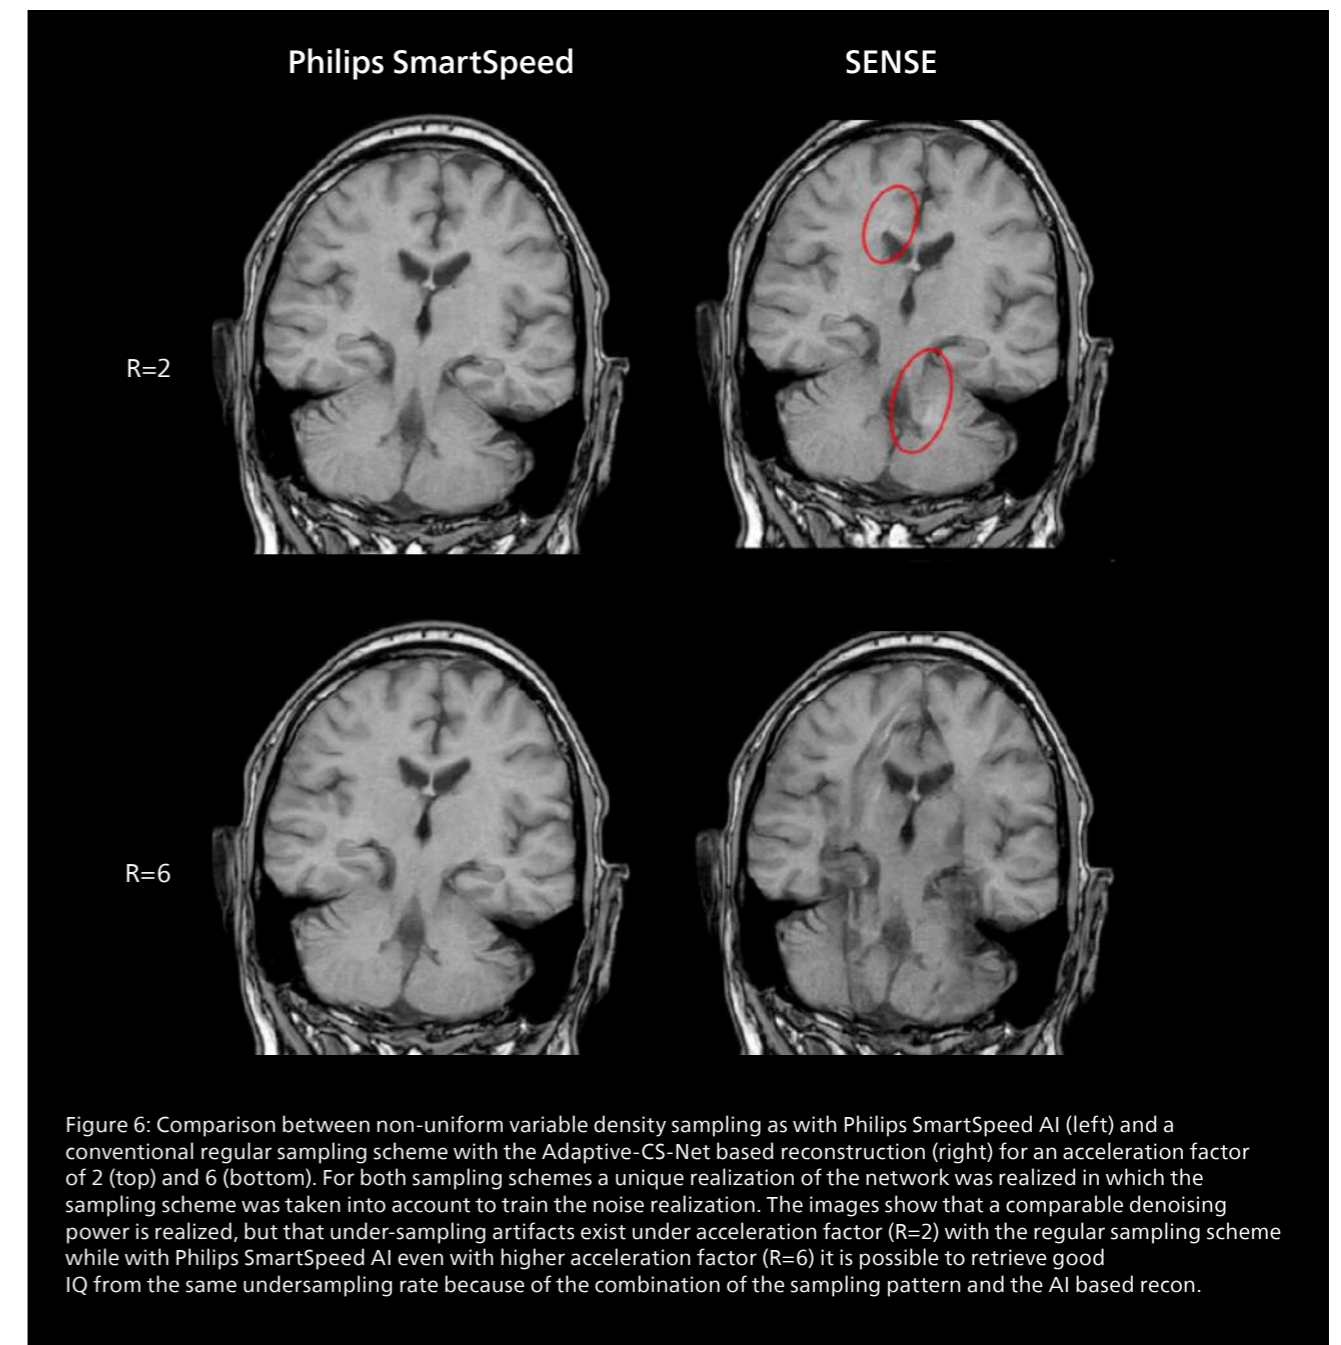 Philips SmartSpeed
SENSE
R=2
R=6
Figure 6: Comparison between non-uniform variable density sampling as with Philips SmartSpeed AI (left) and a
conventional regular sampling scheme with the Adaptive-CS-Net based reconstruction (right) for an acceleration factor
of 2 (top) and 6 (bottom). For both sampling schemes a unique realization of the network was realized in which the
sampling scheme was taken into account to train the noise realization. The images show that a comparable denoising
power is realized, but that under-sampling artifacts exist under acceleration factor (R=2) with the regular sampling scheme
while with Philips SmartSpeed AI even with higher acceleration factor (R=6) it is possible to retrieve good
IQ from the same undersampling rate because of the combination of the sampling pattern and the AI based recon.